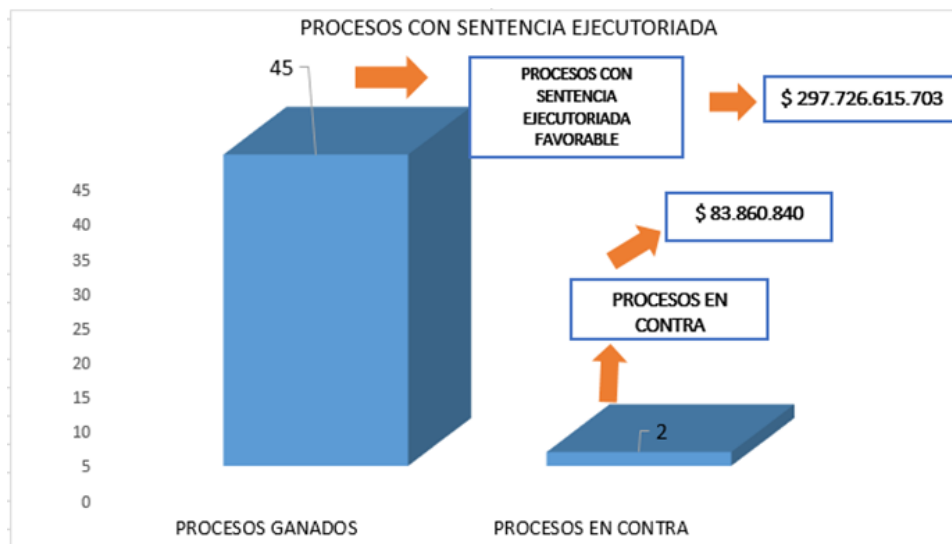 PROCESOS CON SENTENCIA EJECUTORIADA
45
PROCESOS CON
SENTENCIA
EJECUTORIADA
FAVORABLE
$ 297.726.615.703
$ 83.860.840
PROCESOS EN
CONTRA
2
45
40
35
30
25
20
15
10
5
0
PROCESOS GANADOS
PROCESOS EN CONTRA